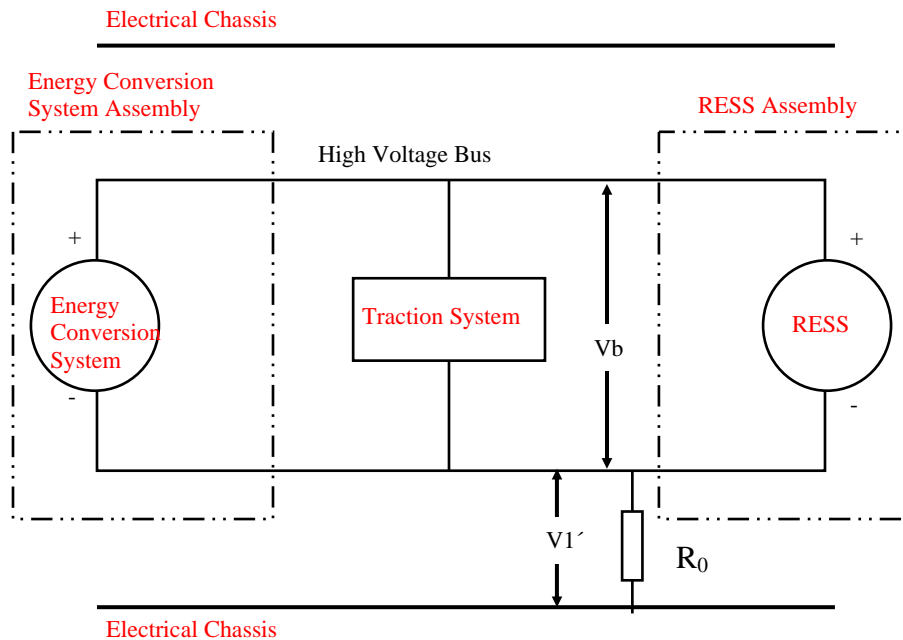 Electrical Chassis
Energy Conversion
System Assembly
RESS Assembly
High Voltage Bus
+
+
Energy
Conversion
System
Traction System
Vb
RESS
-
-
V1´
R₀
Electrical Chassis